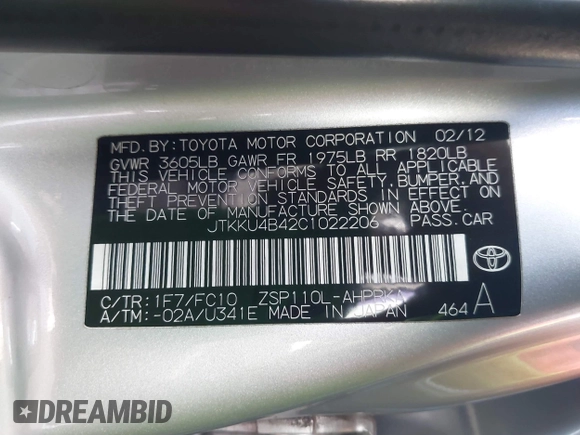 MFD. BY: TOYOTA MOTOR CORPORATION 02/12
GVWR 3605LB GAWR FR 1975LB RR 1820LB
THIS VEHICLE CONFORMS TO ALL APPLICABLE
FEDERAL MOTOR VEHICLE SAFETY, BUMPER, AND
THEFT PREVENTION STANDARDS IN EFFECT ON
THE DATE OF MANUFACTURE SHOWN ABOVE.
JTKKU4B42C1022206 PASS.CAR
C/TR: 1F7/FC10 ZSP110L-AHPRKA
A/TM: -02A/U341E MADE IN JAPAN 464 A
DREAMBID